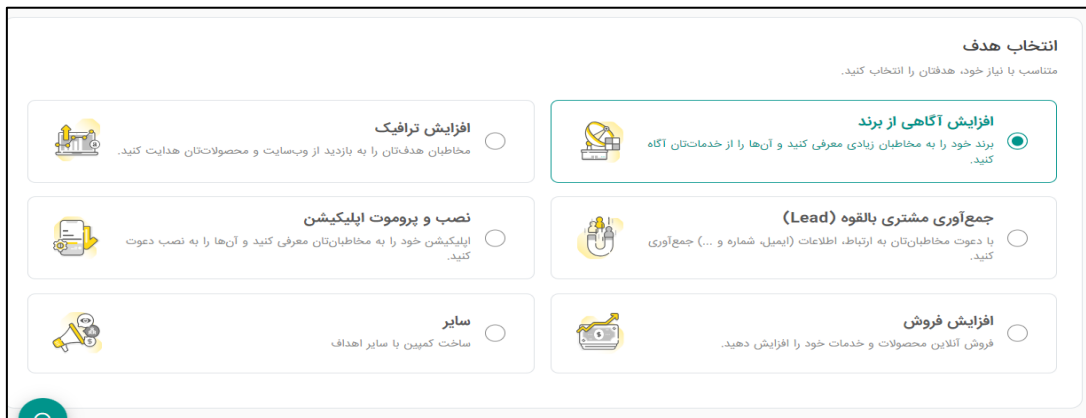 انتخاب هدف
متناسب با نیاز خود، هدفتان را انتخاب کنید.
افزایش آگاهی از برند
برند خود را به مخاطبان زیادی معرفی کنید و آن‌ها را از خدماتتان آگاه
کنید.
افزایش ترافیک
مخاطبان هدف‌تان را به بازدید از وب‌سایت و محصولات‌تان هدایت کنید.
جمع‌آوری مشتری بالقوه (Lead)
با دعوت مخاطبان‌تان به ارتباط، اطلاعات (ایمیل، شماره و ...) جمع‌آوری
کنید.
نصب و پروموت اپلیکیشن
اپلیکیشن خود را به مخاطبان‌تان معرفی کنید و آن‌ها را به نصب دعوت
کنید.
افزایش فروش
فروش آنلاین محصولات و خدمات خود را افزایش دهید.
سایر
ساخت کمپین با سایر اهداف